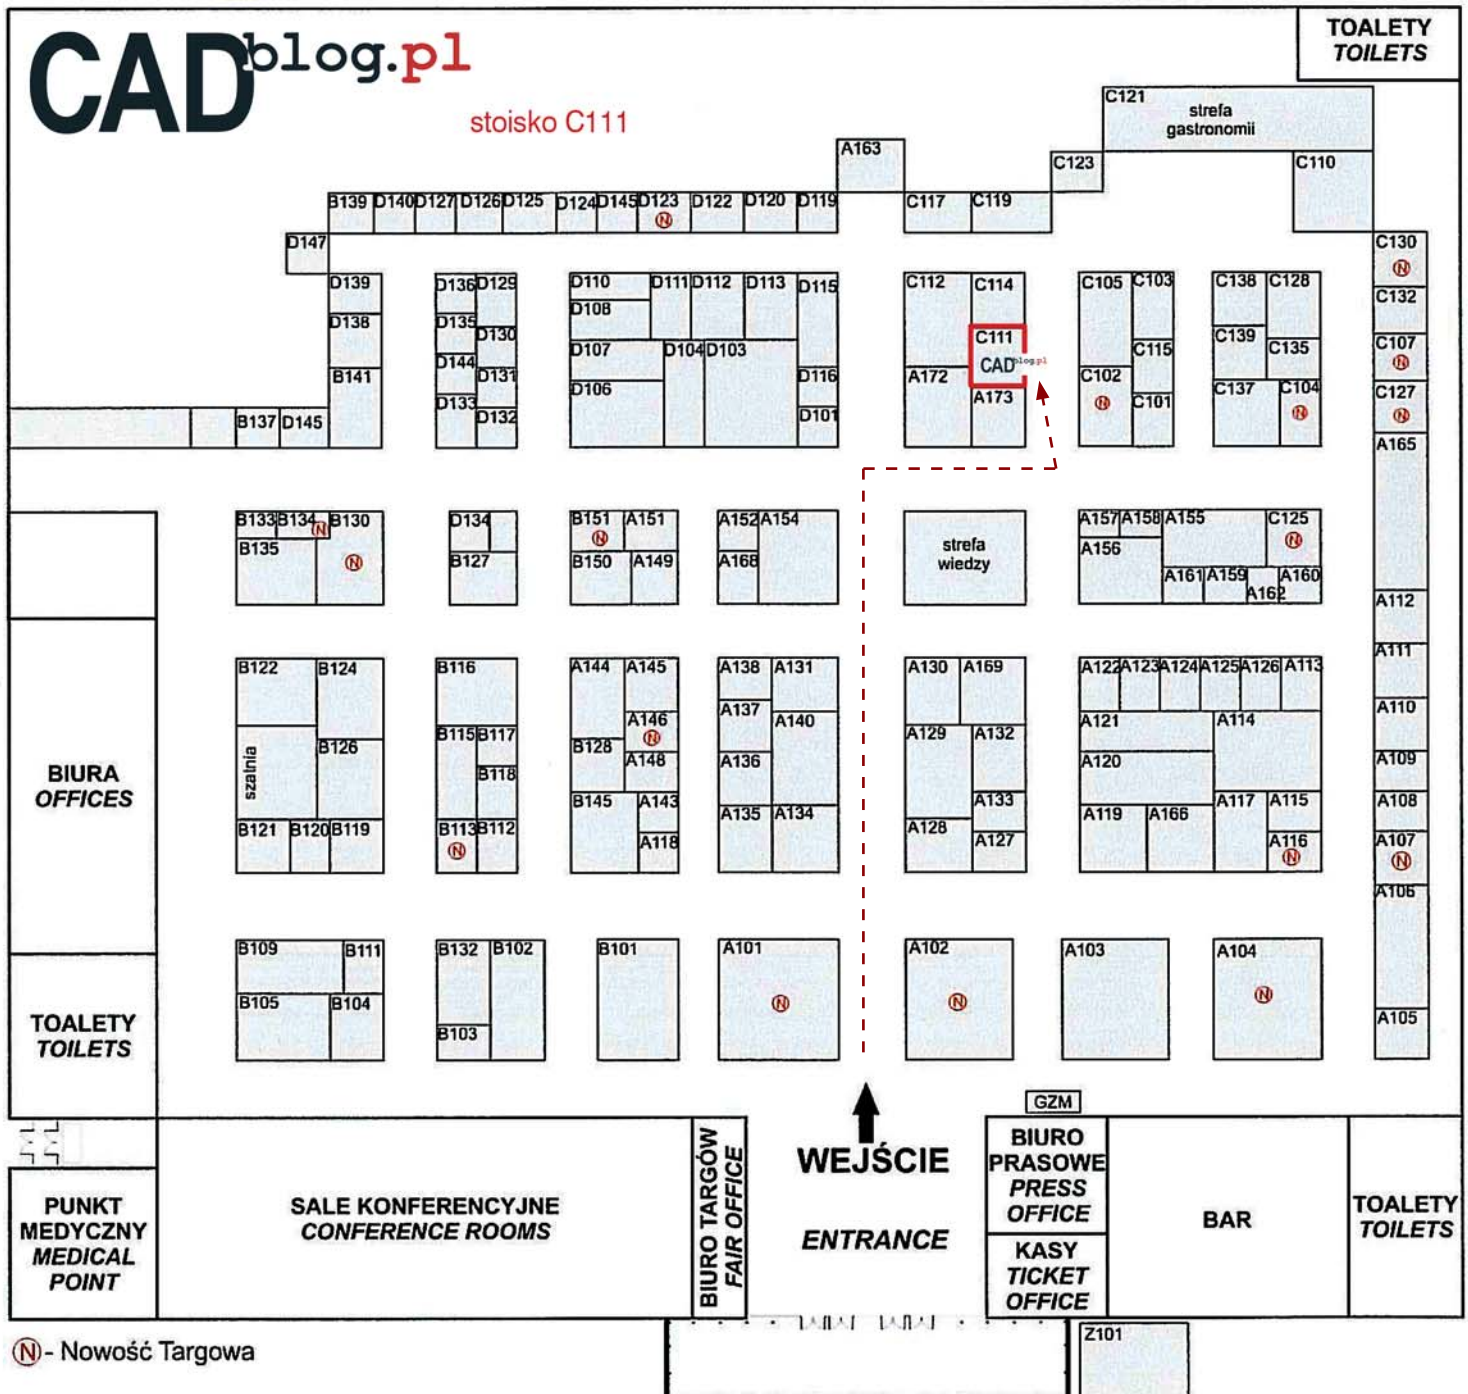 CADblog.pl
stoisko C111
TOALETY
TOILETS
C121
strefa
gastronomii
A163
C123
C110
B139 D140 D127 D126 D125 D124 D145 D123 D122 D120 D119
N
C117 C119
D147
C130
N
D139
D136 D129
D110 D111 D112 D113 D115
C112 C114
C105 C103
C138 C128
C132
D108
D138
D135
D130
C111
CADblog.pl
C139
C107
N
D107 D104 D103
C115
C135
D144
D131
B141
D116
A172
C102
N
D106
C137 C104
N
C127
N
D133
D132
A173
C101
B137 D145
D101
A165
B133 B134 N B130
N
D134
B151
N
A151
A152 A154
strefa
wiedzy
A157 A158 A155 C125
N
B135
B127
B150 A149
A168
A156
A161 A159 A162 A160
A112
B122 B124
B116
A144 A145
A138 A131
A130 A169
A122 A123 A124 A125 A126 A113
A111
A137
A146
N
A140
A121 A114
A110
szatnia
B126
B115 B117
B128
A129 A132
A148
A136
A120
A109
B118
B145 A143
A133
A117 A115
A108
A135 A134
A119 A166
B121 B120 B119
B113
N
B112
A118
A128
A127
A116
N
A107
N
BIURA
OFFICES
A106
B109 B111
B132 B102
B101
A101
N
A102
N
A103
A104
N
B105 B104
B103
A105
TOALETY
TOILETS
GZM
WEJŚCIE
ENTRANCE
BIURO TARGÓW
FAIR OFFICE
BIURO
PRASOWE
PRESS
OFFICE
KASY
TICKET
OFFICE
BAR
TOALETY
TOILETS
SALE KONFERENCYJNE
CONFERENCE ROOMS
PUNKT
MEDYCZNY
MEDICAL
POINT
Z101
N - Nowość Targowa